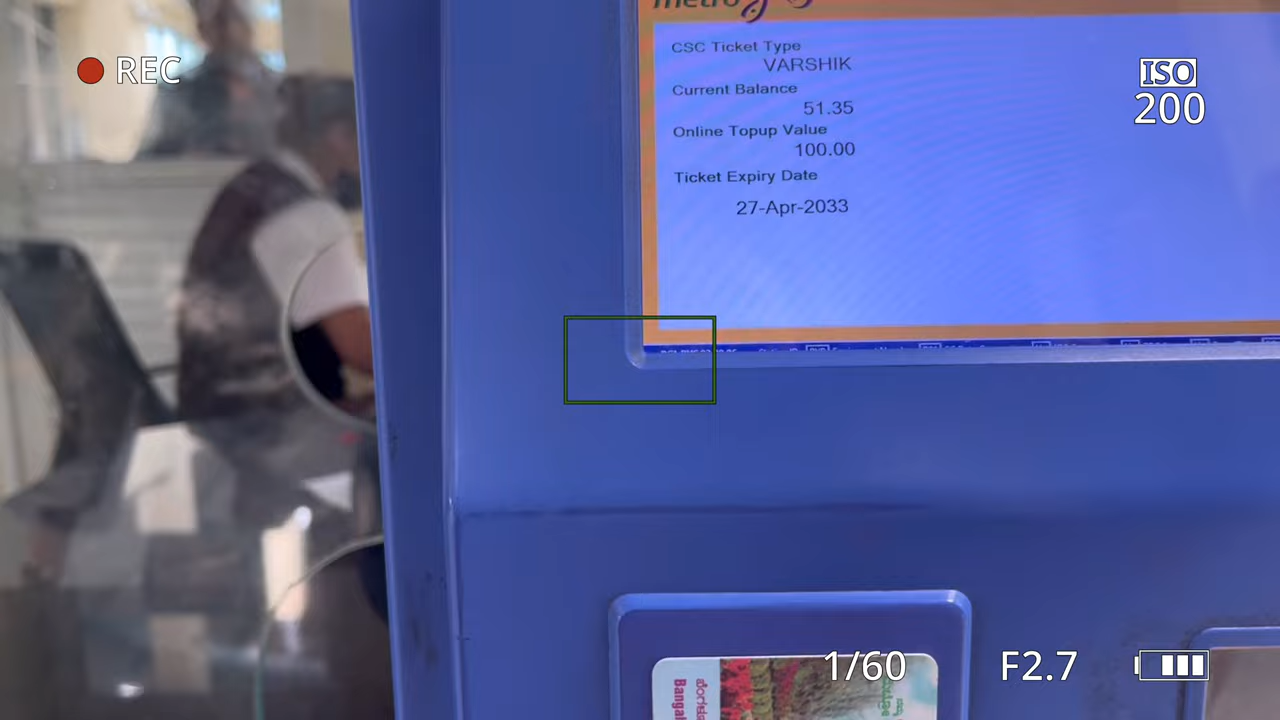 metro
REC
ISO
200
CSC Ticket Type
VARSHIK
Current Balance
51.35
Online Topup Value
100.00
Ticket Expiry Date
27-Apr-2033
1/60
F2.7